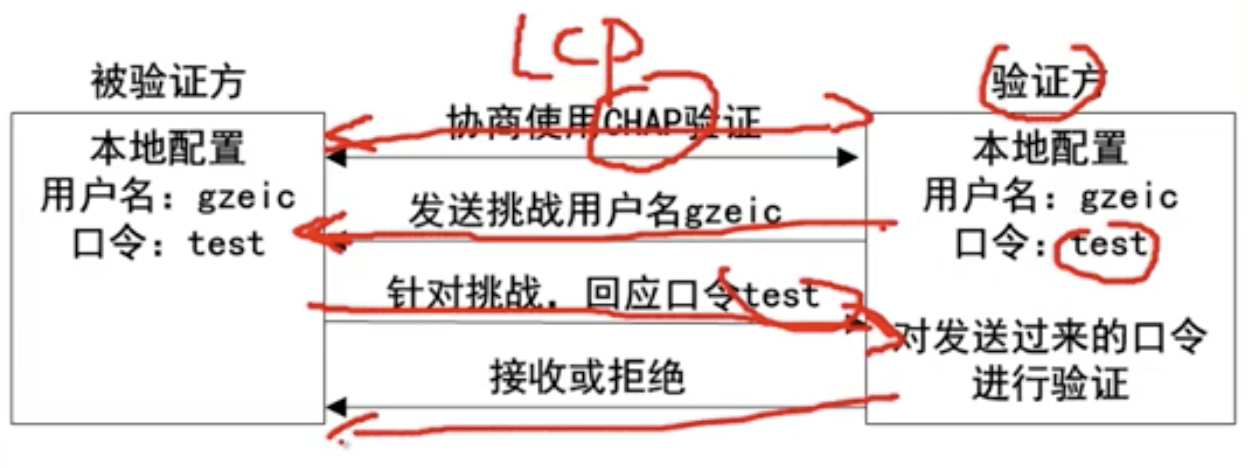 LCP
被验证方
验证方
协商使用CHAP验证
本地配置
用户名：gzeic
口令：test
发送挑战用户名gzeic
针对挑战，回应口令test
接收或拒绝
本地配置
用户名：gzeic
口令：test
对发送过来的口令
进行验证